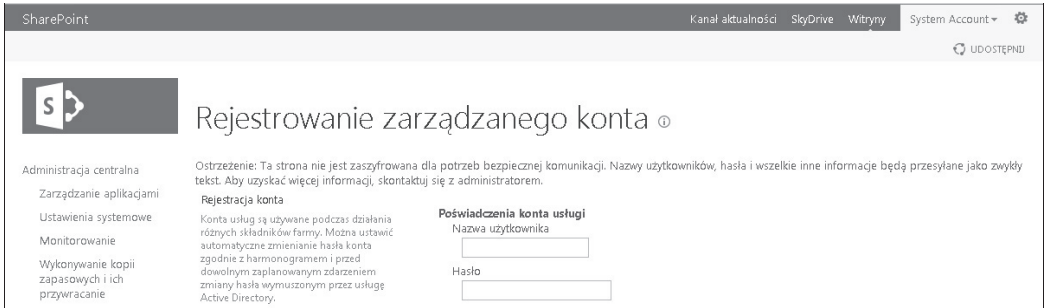 SharePoint
Kanał aktualności SkyDrive Witryny System Account
UDOSTĘPNIJ
S
Rejestrowanie zarządzanego konta
Ostrzeżenie: Ta strona nie jest zaszyfrowana dla potrzeb bezpiecznej komunikacji. Nazwy użytkowników, hasła i wszelkie inne informacje będą przesyłane jako zwykły
tekst. Aby uzyskać więcej informacji, skontaktuj się z administratorem.
Administracja centralna
Zarządzanie aplikacjami
Ustawienia systemowe
Monitorowanie
Wykonywanie kopii
zapasowych i ich
przywracanie
Rejestracja konta
Konta usług są używane podczas działania
różnych składników farmy. Można ustawić
automatyczne zmienianie hasła konta
zgodnie z harmonogramem i przed
dowolnym zaplanowanym zdarzeniem
zmiany hasła wymuszonym przez usługę
Active Directory.
Poświadczenia konta usługi
Nazwa użytkownika
Hasło